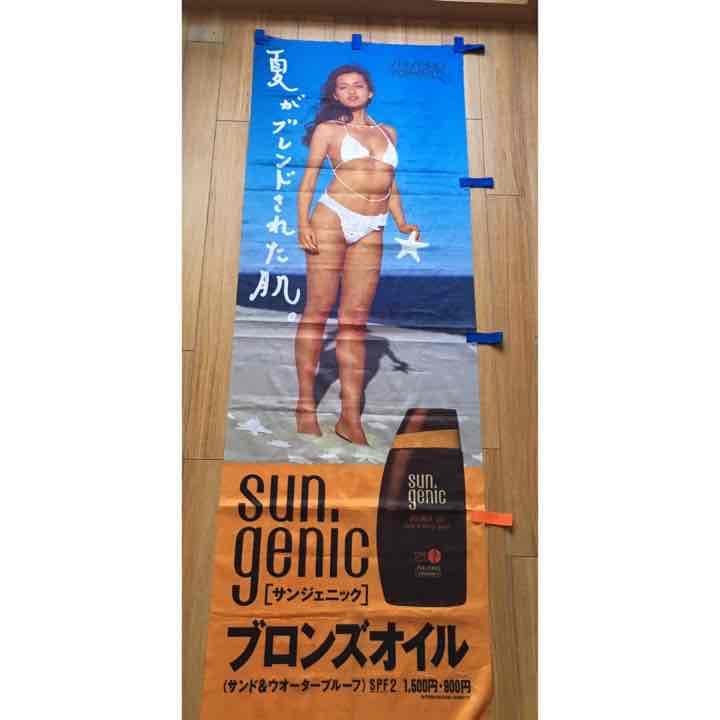 夏がブレンドされた肌。
sun.
genic
[サンジェニック]
sun.
genic
ブロンズオイル
(サンド&ウオータープルーフ) SPF2 1,500円・900円